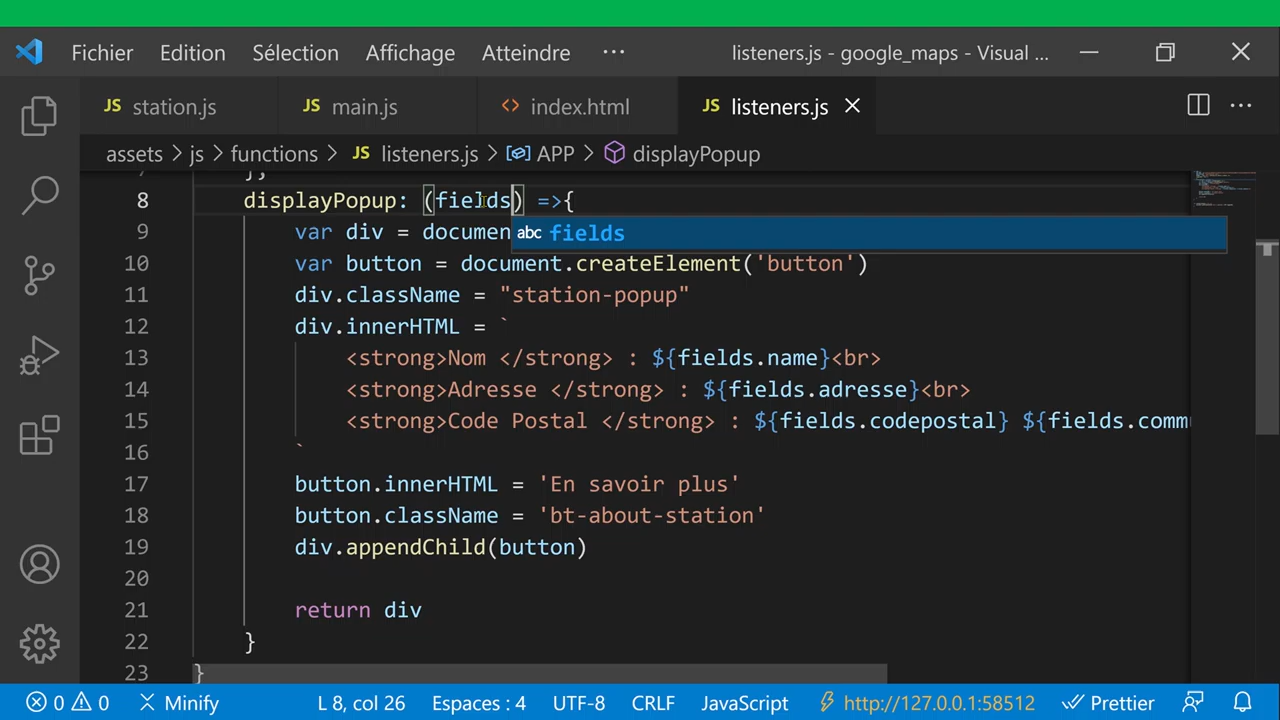 Fichier Edition Sélection Affichage Atteindre ··· listeners.js - google_maps - Visual ...
JS station.js JS main.js <> index.html JS listeners.js
assets > js > functions > JS listeners.js > APP > displayPopup
8 displayPopup: (fields) =>{
abc fields
9 var div = documen
10 var button = document.createElement('button')
11 div.className = "station-popup"
12 div.innerHTML = `
13 <strong>Nom </strong> : ${fields.name}<br>
14 <strong>Adresse </strong> : ${fields.adresse}<br>
15 <strong>Code Postal </strong> : ${fields.codepostal} ${fields.comm
16 `
17 button.innerHTML = 'En savoir plus'
18 button.className = 'bt-about-station'
19 div.appendChild(button)
20
21 return div
22 }
23 }
0 0 Minify L 8, col 26 Espaces : 4 UTF-8 CRLF JavaScript http://127.0.0.1:58512 Prettier